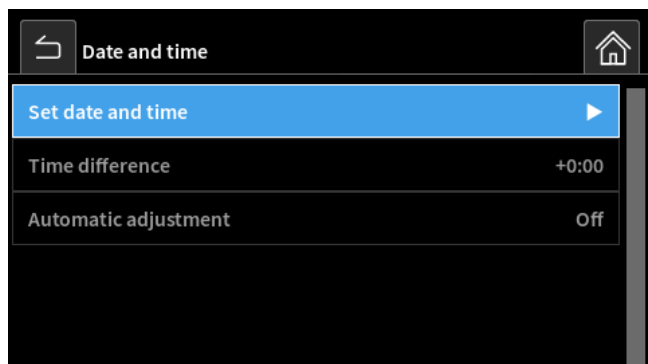 Date and time
Set date and time
Time difference +0:00
Automatic adjustment Off